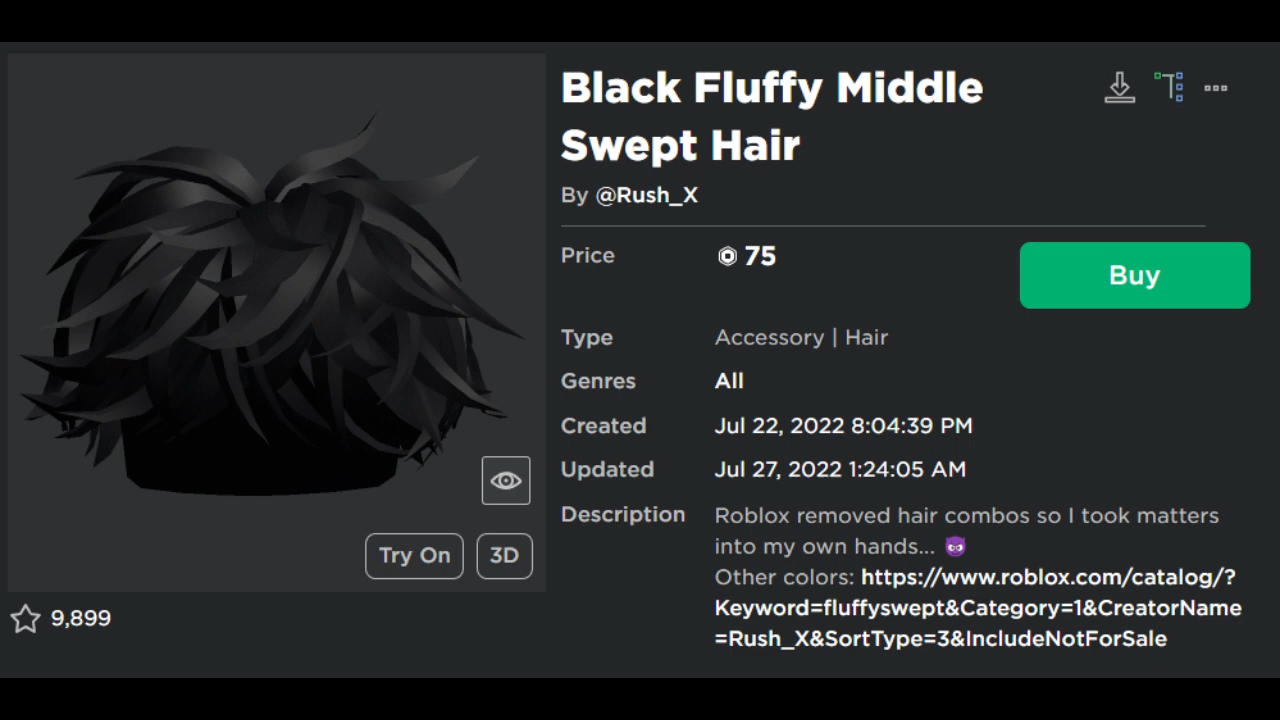 Black Fluffy Middle
Swept Hair
By @Rush_X
Price 75
Buy
Type Accessory | Hair
Genres All
Created Jul 22, 2022 8:04:39 PM
Updated Jul 27, 2022 1:24:05 AM
Description Roblox removed hair combos so I took matters
into my own hands... 😈
Other colors: https://www.roblox.com/catalog/?
Keyword=fluffyswept&Category=1&CreatorName
=Rush_X&SortType=3&IncludeNotForSale
Try On 3D
9,899